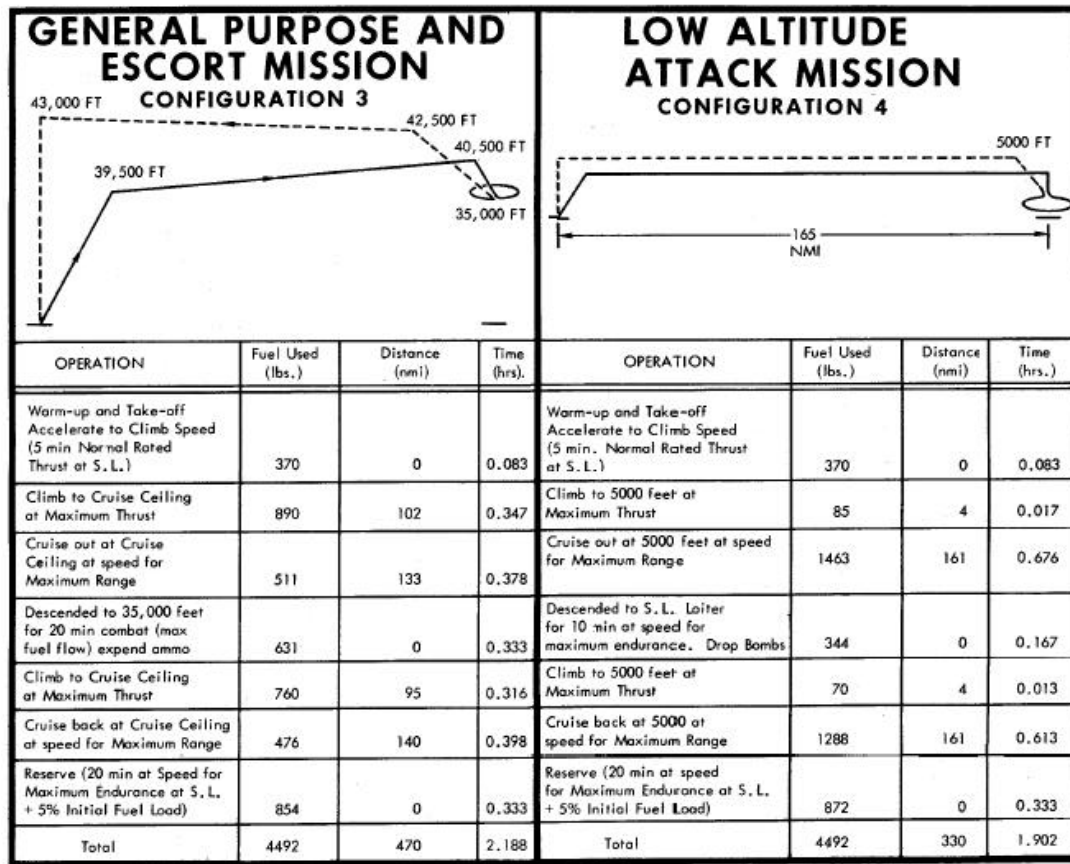 GENERAL PURPOSE AND
ESCORT MISSION
CONFIGURATION 3
43,000 FT
42,500 FT
40,500 FT
39,500 FT
35,000 FT
OPERATION
Fuel Used
(lbs.)
Distance
(nmi)
Time
(hrs).
Warm-up and Take-off
Accelerate to Climb Speed
(5 min Normal Rated
Thrust at S.L.) 370 0 0.083
Climb to Cruise Ceiling
at Maximum Thrust 890 102 0.347
Cruise out at Cruise
Ceiling at speed for
Maximum Range 511 133 0.378
Descended to 35,000 feet
for 20 min combat (max
fuel flow) expend ammo 631 0 0.333
Climb to Cruise Ceiling
at Maximum Thrust 760 95 0.316
Cruise back at Cruise Ceiling
at speed for Maximum Range 476 140 0.398
Reserve (20 min at Speed for
Maximum Endurance at S.L.
+ 5% Initial Fuel Load) 854 0 0.333
Total 4492 470 2.188
LOW ALTITUDE
ATTACK MISSION
CONFIGURATION 4
5000 FT
165
NMI
OPERATION
Fuel Used
(lbs.)
Distance
(nmi)
Time
(hrs.)
Warm-up and Take-off
Accelerate to Climb Speed
(5 min. Normal Rated Thrust
at S.L.) 370 0 0.083
Climb to 5000 feet at
Maximum Thrust 85 4 0.017
Cruise out at 5000 feet at speed
for Maximum Range 1463 161 0.676
Descended to S.L. Loiter
for 10 min at speed for
maximum endurance. Drop Bombs 344 0 0.167
Climb to 5000 feet at
Maximum Thrust 70 4 0.013
Cruise back at 5000 at
speed for Maximum Range 1288 161 0.613
Reserve (20 min at speed
for Maximum Endurance at S.L.
+ 5% Initial Fuel Load) 872 0 0.333
Total 4492 330 1.902